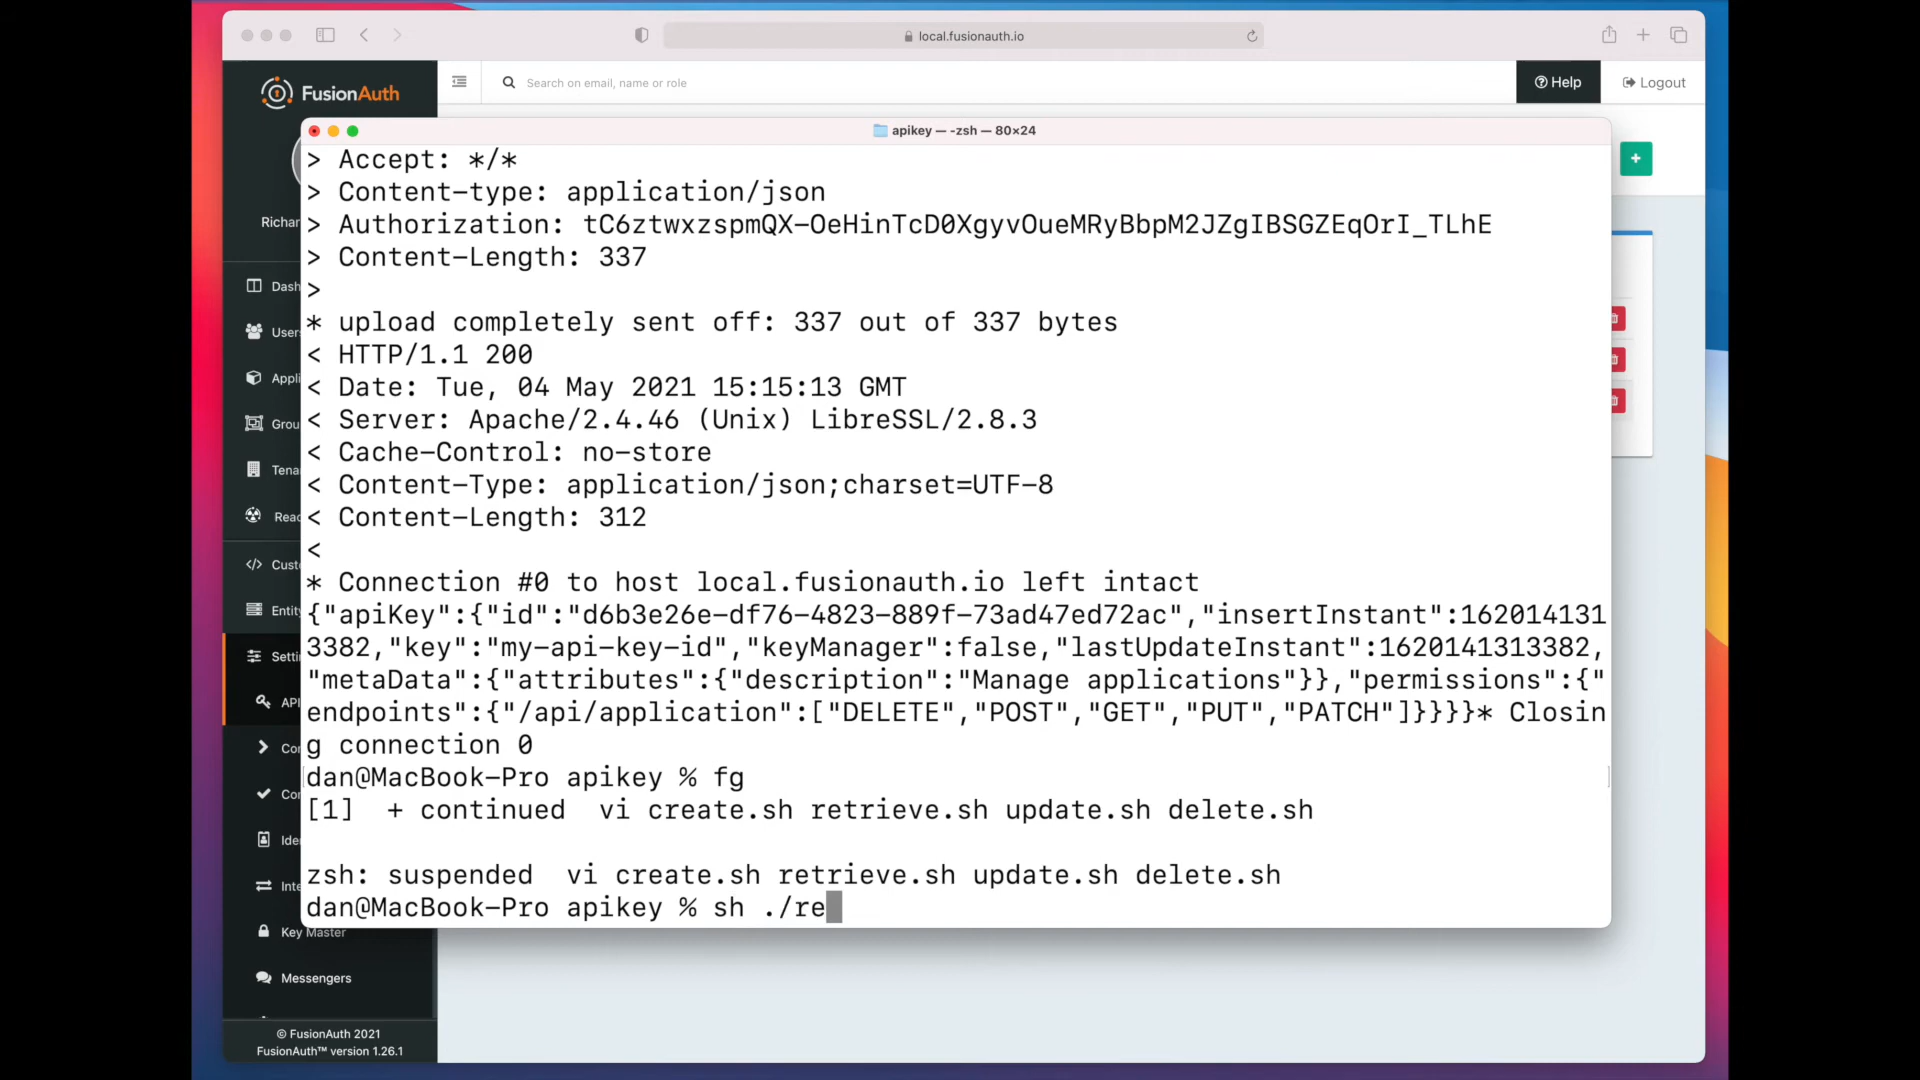 local.fusionauth.io
FusionAuth
Search on email, name or role
Help
Logout
apikey — -zsh — 80×24
> Accept: */*
> Content-type: application/json
> Authorization: tC6ztwxzspmQX-OeHinTcD0XgyvOueMRyBbpM2JZgIBSGZEqOrI_TLhE
> Content-Length: 337
>
* upload completely sent off: 337 out of 337 bytes
< HTTP/1.1 200
< Date: Tue, 04 May 2021 15:15:13 GMT
< Server: Apache/2.4.46 (Unix) LibreSSL/2.8.3
< Cache-Control: no-store
< Content-Type: application/json;charset=UTF-8
< Content-Length: 312
<
* Connection #0 to host local.fusionauth.io left intact
{"apiKey":{"id":"d6b3e26e-df76-4823-889f-73ad47ed72ac","insertInstant":162014131
3382,"key":"my-api-key-id","keyManager":false,"lastUpdateInstant":1620141313382,
"metaData":{"attributes":{"description":"Manage applications"}},"permissions":{"
endpoints":{"/api/application":["DELETE","POST","GET","PUT","PATCH"]}}}}* Closin
g connection 0
dan@MacBook-Pro apikey % fg
[1]  + continued  vi create.sh retrieve.sh update.sh delete.sh
zsh: suspended  vi create.sh retrieve.sh update.sh delete.sh
dan@MacBook-Pro apikey % sh ./re
Richar
Dash
Users
Appli
Grou
Tena
Reac
Custo
Entity
Setti
API
Co
Co
Ide
Inte
Key Master
Messengers
© FusionAuth 2021
FusionAuth™ version 1.26.1